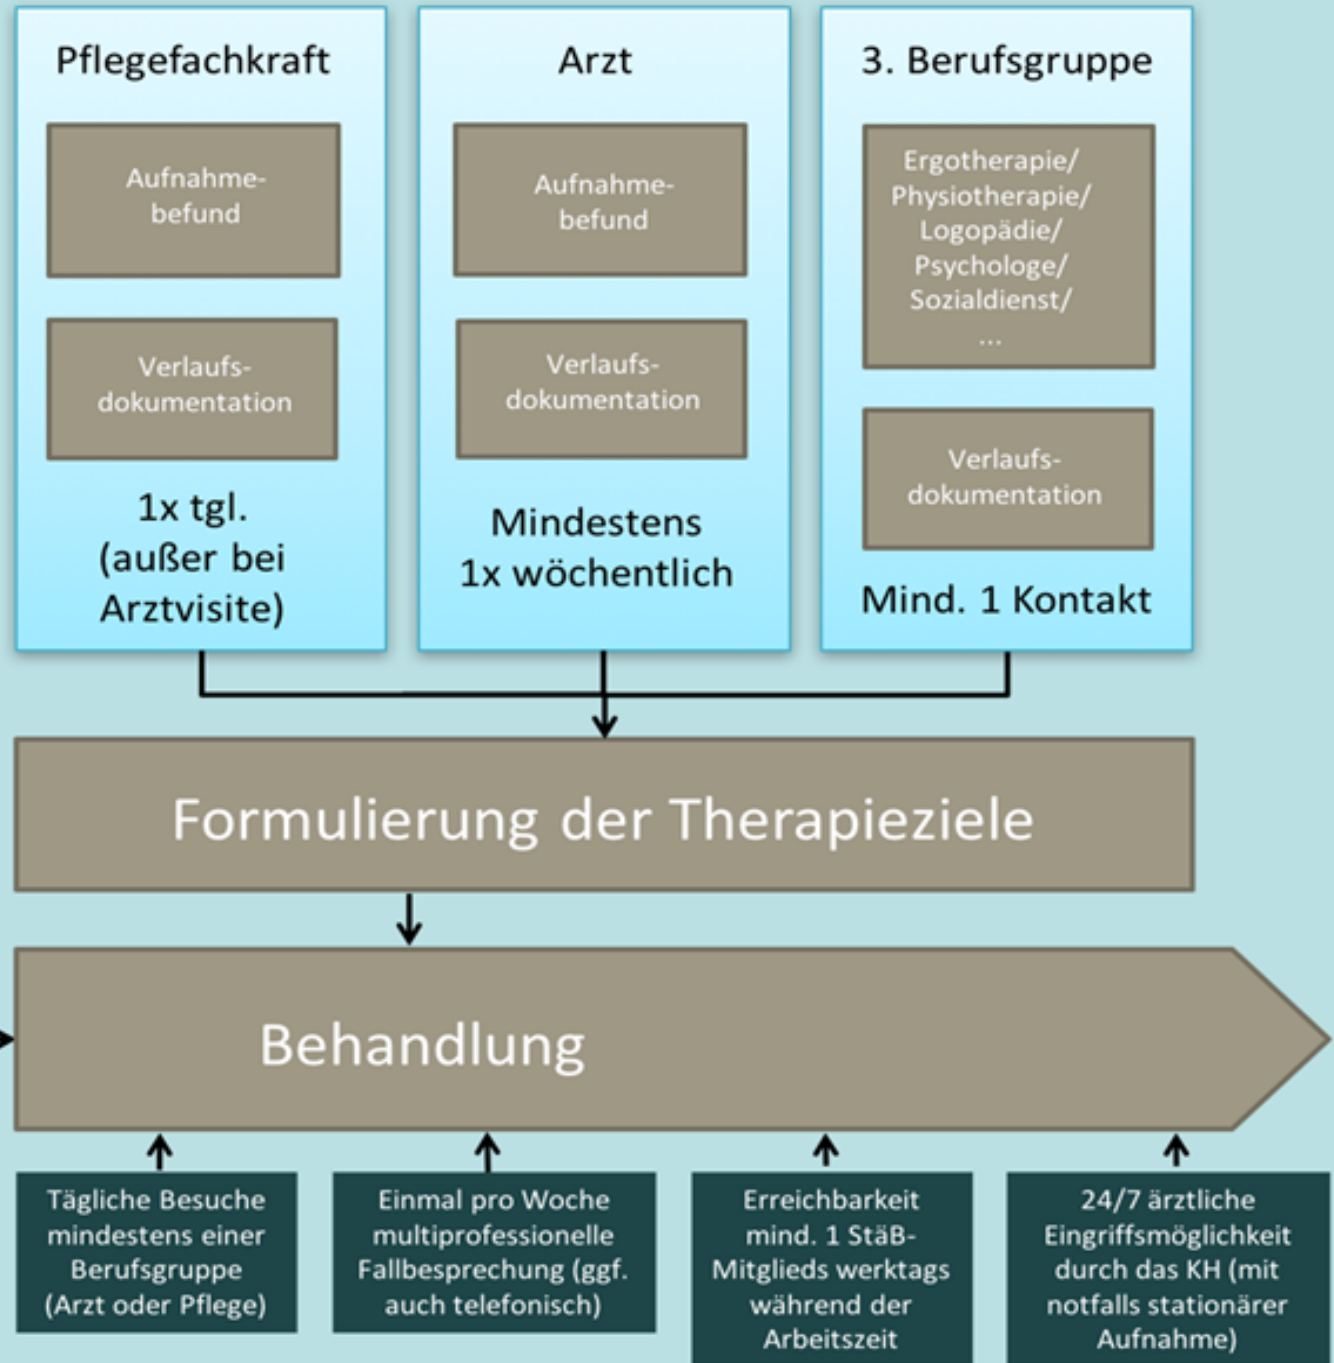 Pflegefachkraft
Aufnahme-
befund
Verlaufs-
dokumentation
1x tgl.
(außer bei
Arztvisite)
Arzt
Aufnahme-
befund
Verlaufs-
dokumentation
Mindestens
1x wöchentlich
3. Berufsgruppe
Ergotherapie/
Physiotherapie/
Logopädie/
Psychologe/
Sozialdienst/
...
Verlaufs-
dokumentation
Mind. 1 Kontakt
Formulierung der Therapieziele
Behandlung
Tägliche Besuche
mindestens einer
Berufsgruppe
(Arzt oder Pflege)
Einmal pro Woche
multiprofessionelle
Fallbesprechung (ggf.
auch telefonisch)
Erreichbarkeit
mind. 1 StäB-
Mitglieds werktags
während der
Arbeitszeit
24/7 ärztliche
Eingriffsmöglichkeit
durch das KH (mit
notfalls stationärer
Aufnahme)